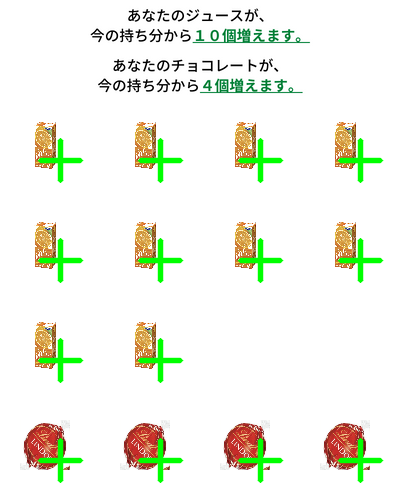 あなたのジュースが、
今の持ち分から１０個増えます。
あなたのチョコレートが、
今の持ち分から４個増えます。